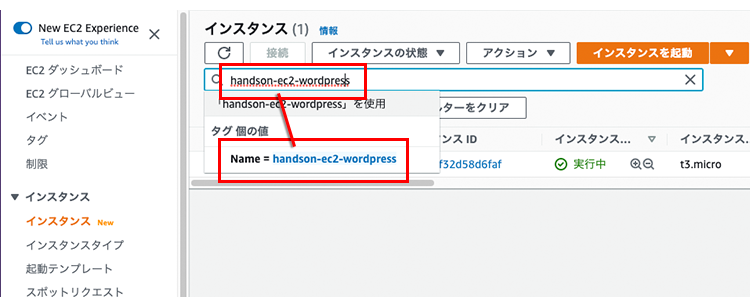 New EC2 Experience
Tell us what you think
EC2 ダッシュボード
EC2 グローバルビュー
イベント
タグ
制限
インスタンス
インスタンス New
インスタンスタイプ
起動テンプレート
スポットリクエスト
インスタンス (1) 情報
接続 インスタンスの状態 アクション インスタンスを起動
handson-ec2-wordpress
「handson-ec2-wordpress」を使用 ルターをクリア
タグ 個の値
Name = handson-ec2-wordpress
タンス ID インスタンス... インスタンス...
f32d58d6faf 実行中 t3.micro